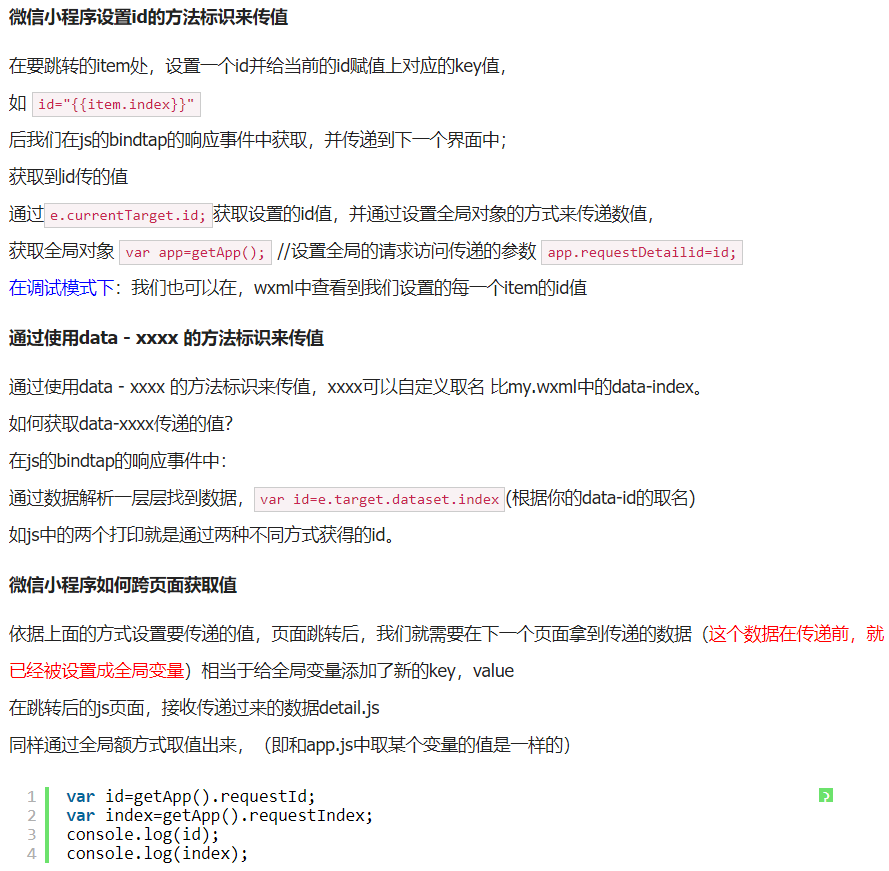 微信小程序设置id的方法标识来传值
在要跳转的item处，设置一个id并给当前的id赋值上对应的key值，
如 id="{{item.index}}"
后我们在js的bindtap的响应事件中获取，并传递到下一个界面中；
获取到id传的值
通过e.currentTarget.id;获取设置的id值，并通过设置全局对象的方式来传递数值，
获取全局对象 var app=getApp(); //设置全局的请求访问传递的参数 app.requestDetailid=id;
在调试模式下：我们也可以在，wxml中查看到我们设置的每一个item的id值
通过使用data - xxxx 的方法标识来传值
通过使用data - xxxx 的方法标识来传值，xxxx可以自定义取名 比my.wxml中的data-index。
如何获取data-xxxx传递的值？
在js的bindtap的响应事件中：
通过数据解析一层层找到数据，var id=e.target.dataset.index(根据你的data-id的取名)
如js中的两个打印就是通过两种不同方式获得的id。
微信小程序如何跨页面获取值
依据上面的方式设置要传递的值，页面跳转后，我们就需要在下一个页面拿到传递的数据（这个数据在传递前，就
已经被设置成全局变量）相当于给全局变量添加了新的key，value
在跳转后的js页面，接收传递过来的数据detail.js
同样通过全局额方式取值出来，（即和app.js中取某个变量的值是一样的）
1 var id=getApp().requestId;
2 var index=getApp().requestIndex;
3 console.log(id);
4 console.log(index);